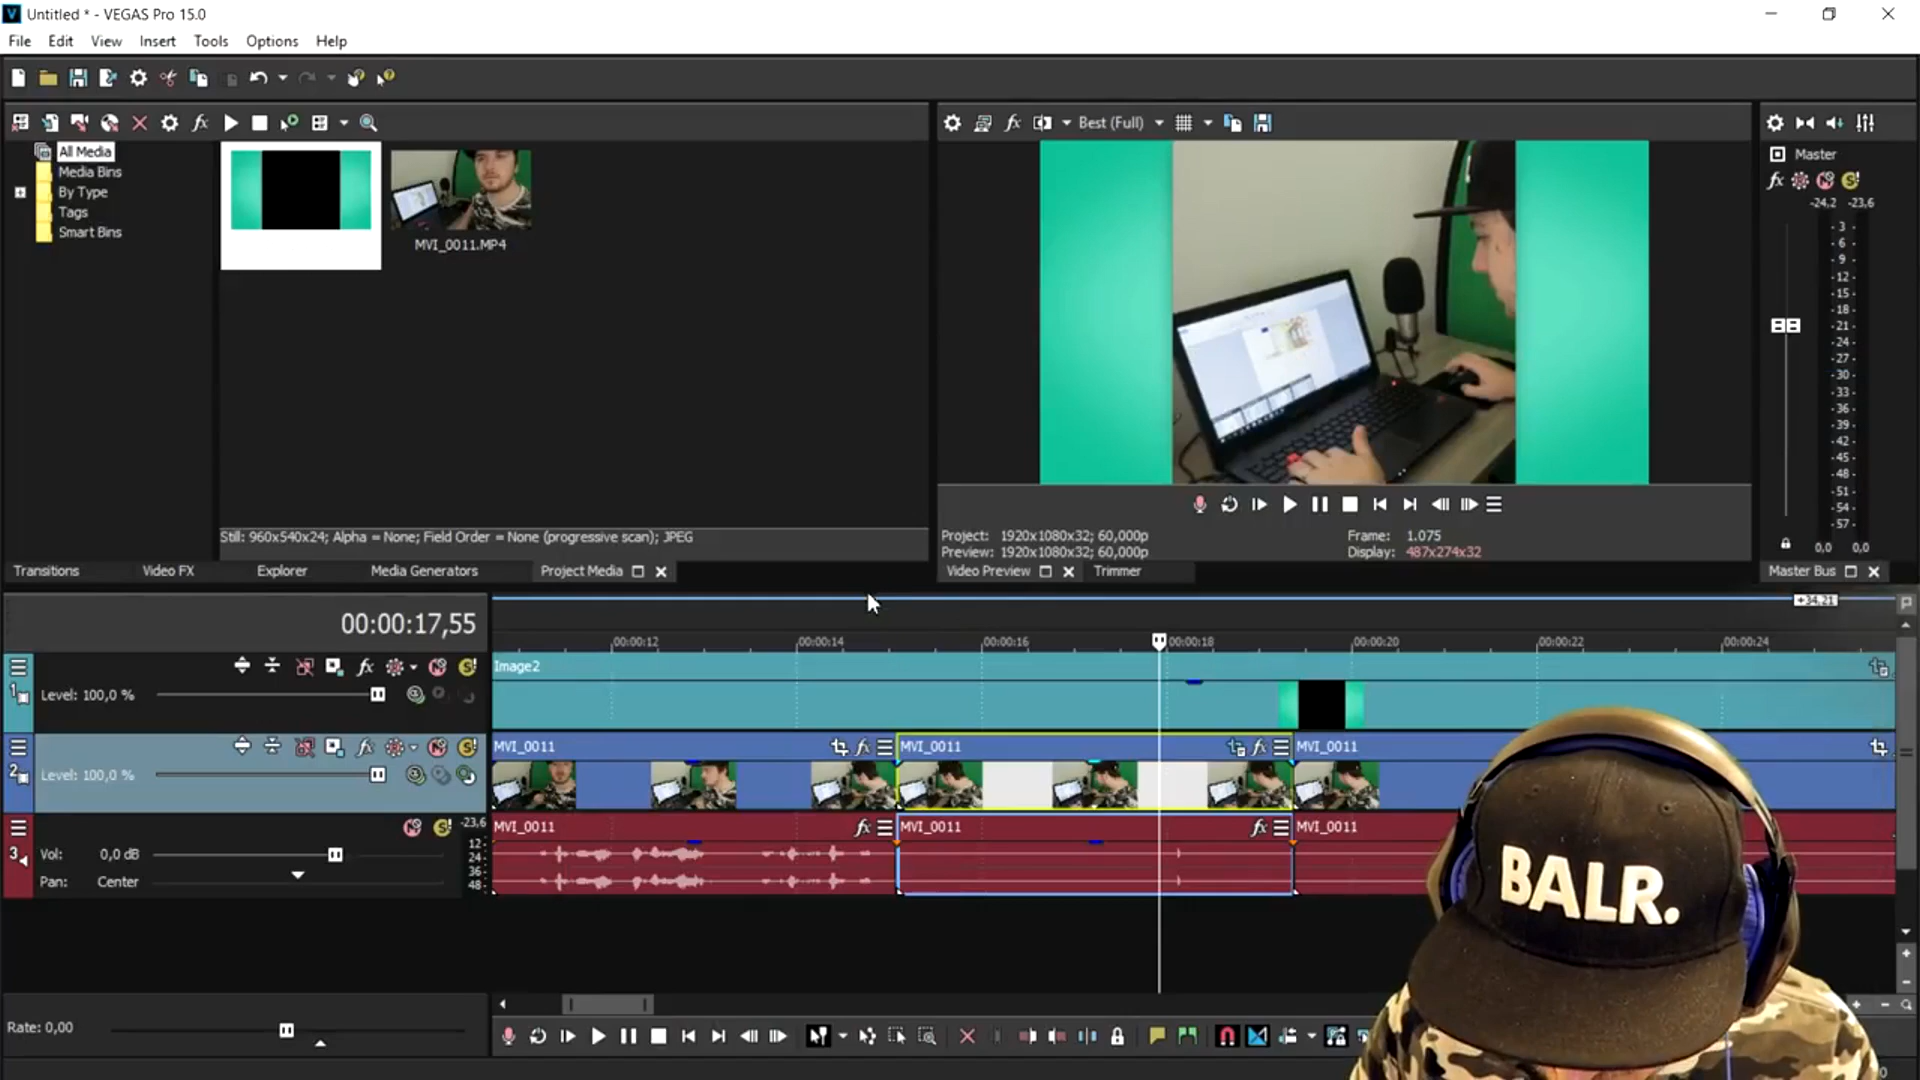 Untitled * - VEGAS Pro 15.0
File Edit View Insert Tools Options Help
Best (Full)
All Media
Media Bins
By Type
Tags
Smart Bins
MVI_0011.MP4
Master
-24,2 -23,6
- 3 -
- 6 -
- 9 -
- 12 -
- 15 -
- 18 -
- 21 -
- 24 -
- 27 -
- 30 -
- 33 -
- 36 -
- 39 -
- 42 -
- 45 -
- 48 -
- 51 -
- 54 -
- 57 -
0,0 0,0
Still: 960x540x24; Alpha = None; Field Order = None (progressive scan); JPEG
Project: 1920x1080x32; 60,000p
Preview: 1920x1080x32; 60,000p
Frame: 1.075
Display: 487x274x32
Transitions Video FX Explorer Media Generators Project Media
Video Preview Trimmer
Master Bus
+34,21
00:00:17,55
00:00:12 00:00:14 00:00:16 00:00:18 00:00:20 00:00:22 00:00:24
Image2
1
Level: 100,0 %
MVI_0011 MVI_0011 MVI_0011
2
Level: 100,0 %
MVI_0011 MVI_0011 MVI_0011
3
-23,6
12
24
36
48
Vol: 0,0 dB
Pan: Center
BALR.
Rate: 0,00